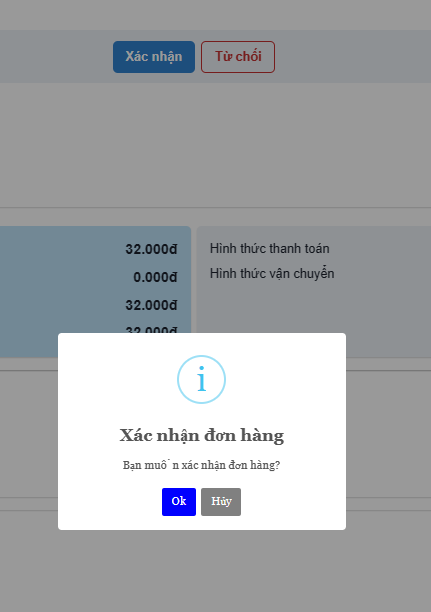 Xác nhận
Từ chối
32.000đ
Hình thức thanh toán
0.000đ
Hình thức vận chuyển
32.000đ
32.000đ
i
Xác nhận đơn hàng
Bạn muốn xác nhận đơn hàng?
Ok
Hủy